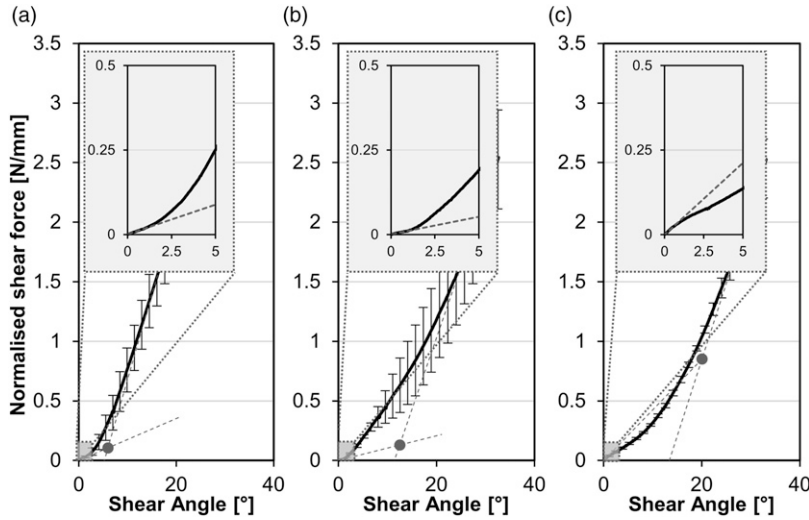 (a) (b) (c)
Normalised shear force [N/mm]
3.5 3.5 3.5
3 3 3
2.5 2.5 2.5
2 2 2
1.5 1.5 1.5
1 1 1
0.5 0.5 0.5
0 0 0
0.5 0.5 0.5
0.25 0.25 0.25
0 0 0
0 2.5 5 0 2.5 5 0 2.5 5
0 20 40 0 20 40 0 20 40
Shear Angle [°] Shear Angle [°] Shear Angle [°]